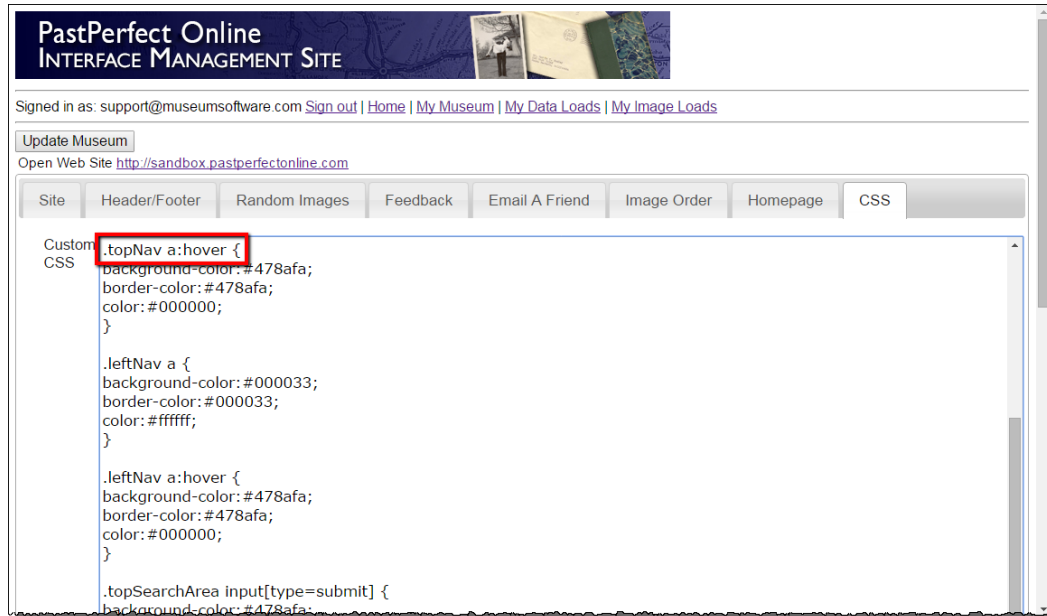 PastPerfect Online
INTERFACE MANAGEMENT SITE
Signed in as: support@museumsoftware.com Sign out | Home | My Museum | My Data Loads | My Image Loads
Update Museum
Open Web Site http://sandbox.pastperfectonline.com
Site Header/Footer Random Images Feedback Email A Friend Image Order Homepage CSS
Custom CSS
.topNav a:hover {
background-color:#478afa;
border-color:#478afa;
color:#000000;
}
.leftNav a {
background-color:#000033;
border-color:#000033;
color:#ffffff;
}
.leftNav a:hover {
background-color:#478afa;
border-color:#478afa;
color:#000000;
}
.topSearchArea input[type=submit] {
background-color:#478afa;